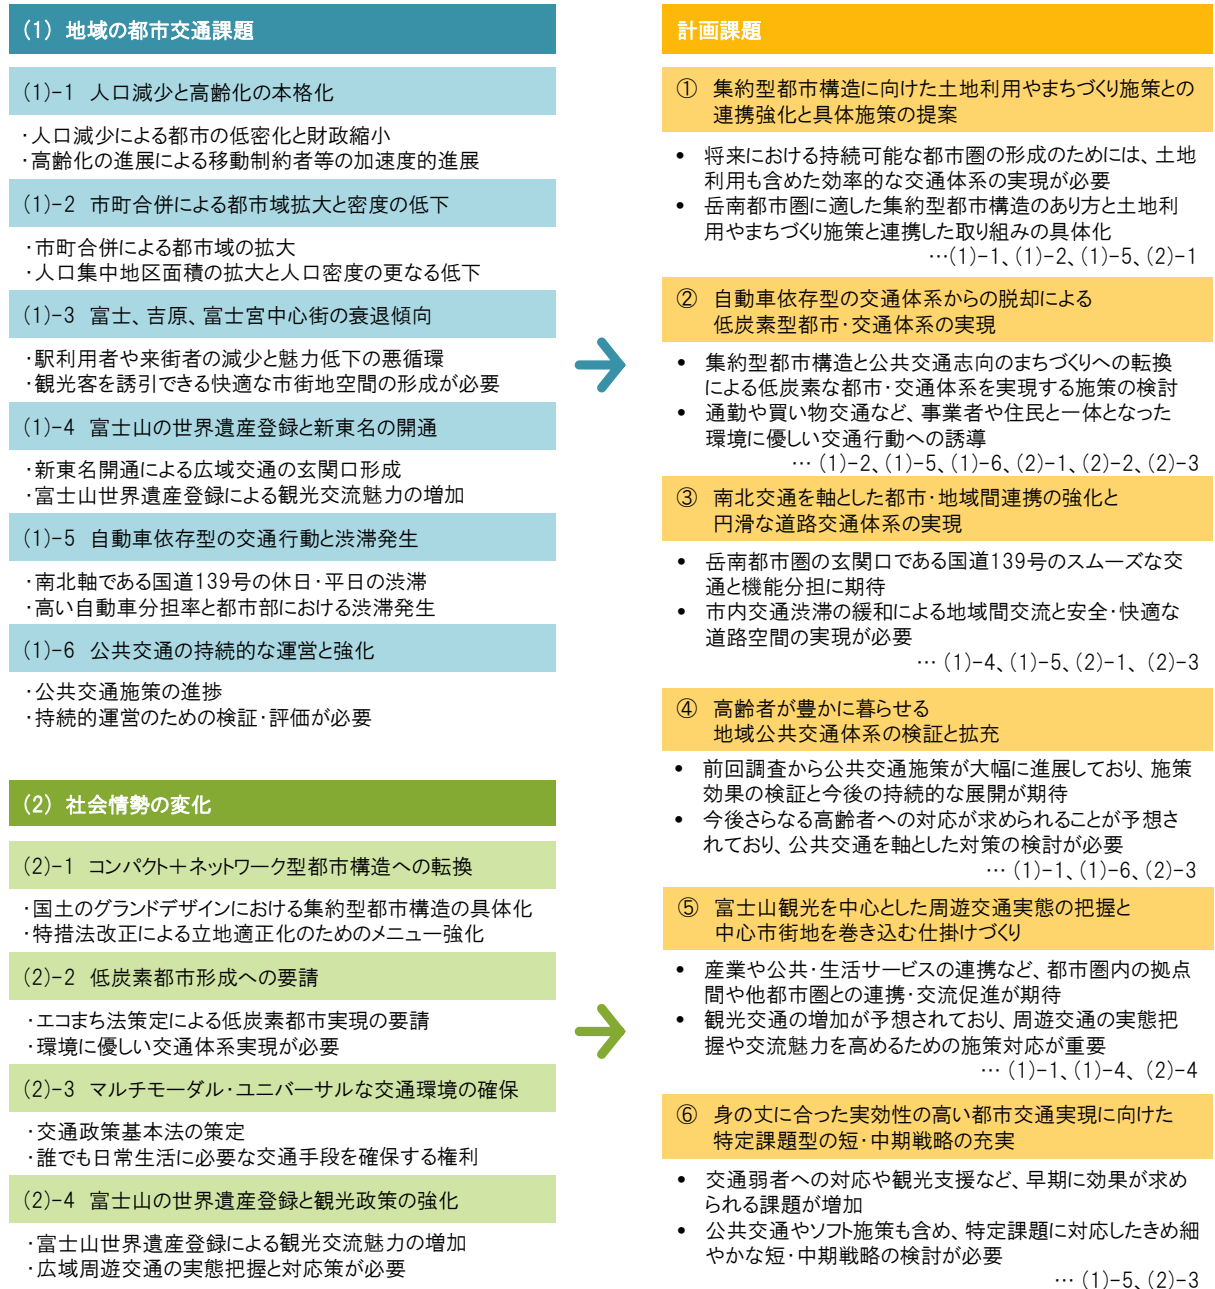 (1) 地域の都市交通課題
(1)-1 人口減少と高齢化の本格化
・人口減少による都市の低密化と財政縮小
・高齢化の進展による移動制約者等の加速度的進展
(1)-2 市町合併による都市域拡大と密度の低下
・市町合併による都市域の拡大
・人口集中地区面積の拡大と人口密度の更なる低下
(1)-3 富士、吉原、富士宮中心街の衰退傾向
・駅利用者や来街者の減少と魅力低下の悪循環
・観光客を誘引できる快適な市街地空間の形成が必要
(1)-4 富士山の世界遺産登録と新東名の開通
・新東名開通による広域交通の玄関口形成
・富士山世界遺産登録による観光交流魅力の増加
(1)-5 自動車依存型の交通行動と渋滞発生
・南北軸である国道139号の休日・平日の渋滞
・高い自動車分担率と都市部における渋滞発生
(1)-6 公共交通の持続的な運営と強化
・公共交通施策の進捗
・持続的運営のための検証・評価が必要
(2) 社会情勢の変化
(2)-1 コンパクト＋ネットワーク型都市構造への転換
・国土のグランドデザインにおける集約型都市構造の具体化
・特措法改正による立地適正化のためのメニュー強化
(2)-2 低炭素都市形成への要請
・エコまち法策定による低炭素都市実現の要請
・環境に優しい交通体系実現が必要
(2)-3 マルチモーダル・ユニバーサルな交通環境の確保
・交通政策基本法の策定
・誰でも日常生活に必要な交通手段を確保する権利
(2)-4 富士山の世界遺産登録と観光政策の強化
・富士山世界遺産登録による観光交流魅力の増加
・広域周遊交通の実態把握と対応策が必要
計画課題
① 集約型都市構造に向けた土地利用やまちづくり施策との
連携強化と具体施策の提案
• 将来における持続可能な都市圏の形成のためには、土地
利用も含めた効率的な交通体系の実現が必要
• 岳南都市圏に適した集約型都市構造のあり方と土地利
用やまちづくり施策と連携した取り組みの具体化
…(1)-1、(1)-2、(1)-5、(2)-1
② 自動車依存型の交通体系からの脱却による
低炭素型都市・交通体系の実現
• 集約型都市構造と公共交通志向のまちづくりへの転換
による低炭素な都市・交通体系を実現する施策の検討
• 通勤や買い物交通など、事業者や住民と一体となった
環境に優しい交通行動への誘導
… (1)-2、(1)-5、(1)-6、(2)-1、(2)-2、(2)-3
③ 南北交通を軸とした都市・地域間連携の強化と
円滑な道路交通体系の実現
• 岳南都市圏の玄関口である国道139号のスムーズな交
通と機能分担に期待
• 市内交通渋滞の緩和による地域間交流と安全・快適な
道路空間の実現が必要
… (1)-4、(1)-5、(2)-1、 (2)-3
④ 高齢者が豊かに暮らせる
地域公共交通体系の検証と拡充
• 前回調査から公共交通施策が大幅に進展しており、施策
効果の検証と今後の持続的な展開が期待
• 今後さらなる高齢者への対応が求められることが予想さ
れており、公共交通を軸とした対策の検討が必要
… (1)-1、(1)-6、(2)-3
⑤ 富士山観光を中心とした周遊交通実態の把握と
中心市街地を巻き込む仕掛けづくり
• 産業や公共・生活サービスの連携など、都市圏内の拠点
間や他都市圏との連携・交流促進が期待
• 観光交通の増加が予想されており、周遊交通の実態把
握や交流魅力を高めるための施策対応が重要
… (1)-1、(1)-4、 (2)-4
⑥ 身の丈に合った実効性の高い都市交通実現に向けた
特定課題型の短・中期戦略の充実
• 交通弱者への対応や観光支援など、早期に効果が求め
られる課題が増加
• 公共交通やソフト施策も含め、特定課題に対応したきめ細
やかな短・中期戦略の検討が必要
… (1)-5、(2)-3